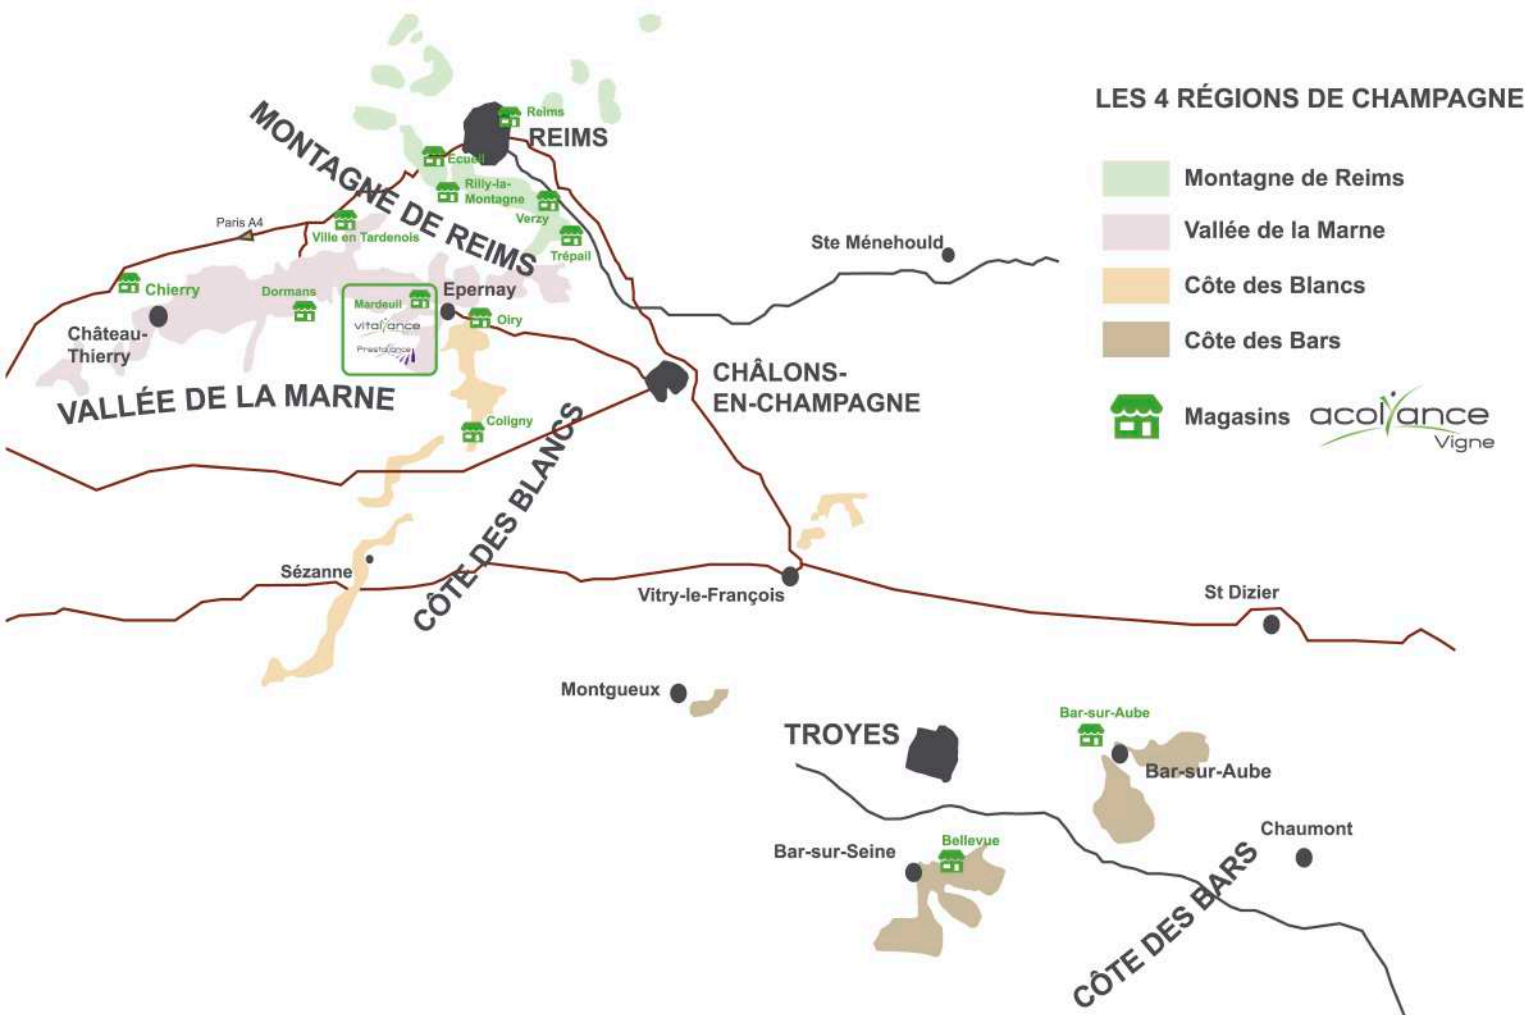 LES 4 RÉGIONS DE CHAMPAGNE
Montagne de Reims
Vallée de la Marne
Côte des Blancs
Côte des Bars
Magasins
acolyance
Vigne
Reims
REIMS
MONTAGNE DE REIMS
Ecueil
Rilly-la-
Montagne
Verzy
Trépail
Paris A4
Ville en Tardenois
Ste Ménehould
Chierry
Dormans
Mardeuil
vitalyance
Prestalyance
Epernay
Oiry
Château-
Thierry
VALLÉE DE LA MARNE
CHÂLONS-
EN-CHAMPAGNE
Coligny
CÔTE DES BLANCS
Sézanne
Vitry-le-François
St Dizier
Montgueux
TROYES
Bar-sur-Aube
Bar-sur-Aube
Bar-sur-Seine
Bellevue
Chaumont
CÔTE DES BARS